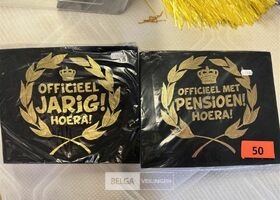 OFFICIEEL
JARIG!
HOERA!
OFFICIEEL MET
PENSIOEN!
HOERA!
50
BELGA VEILINGEN